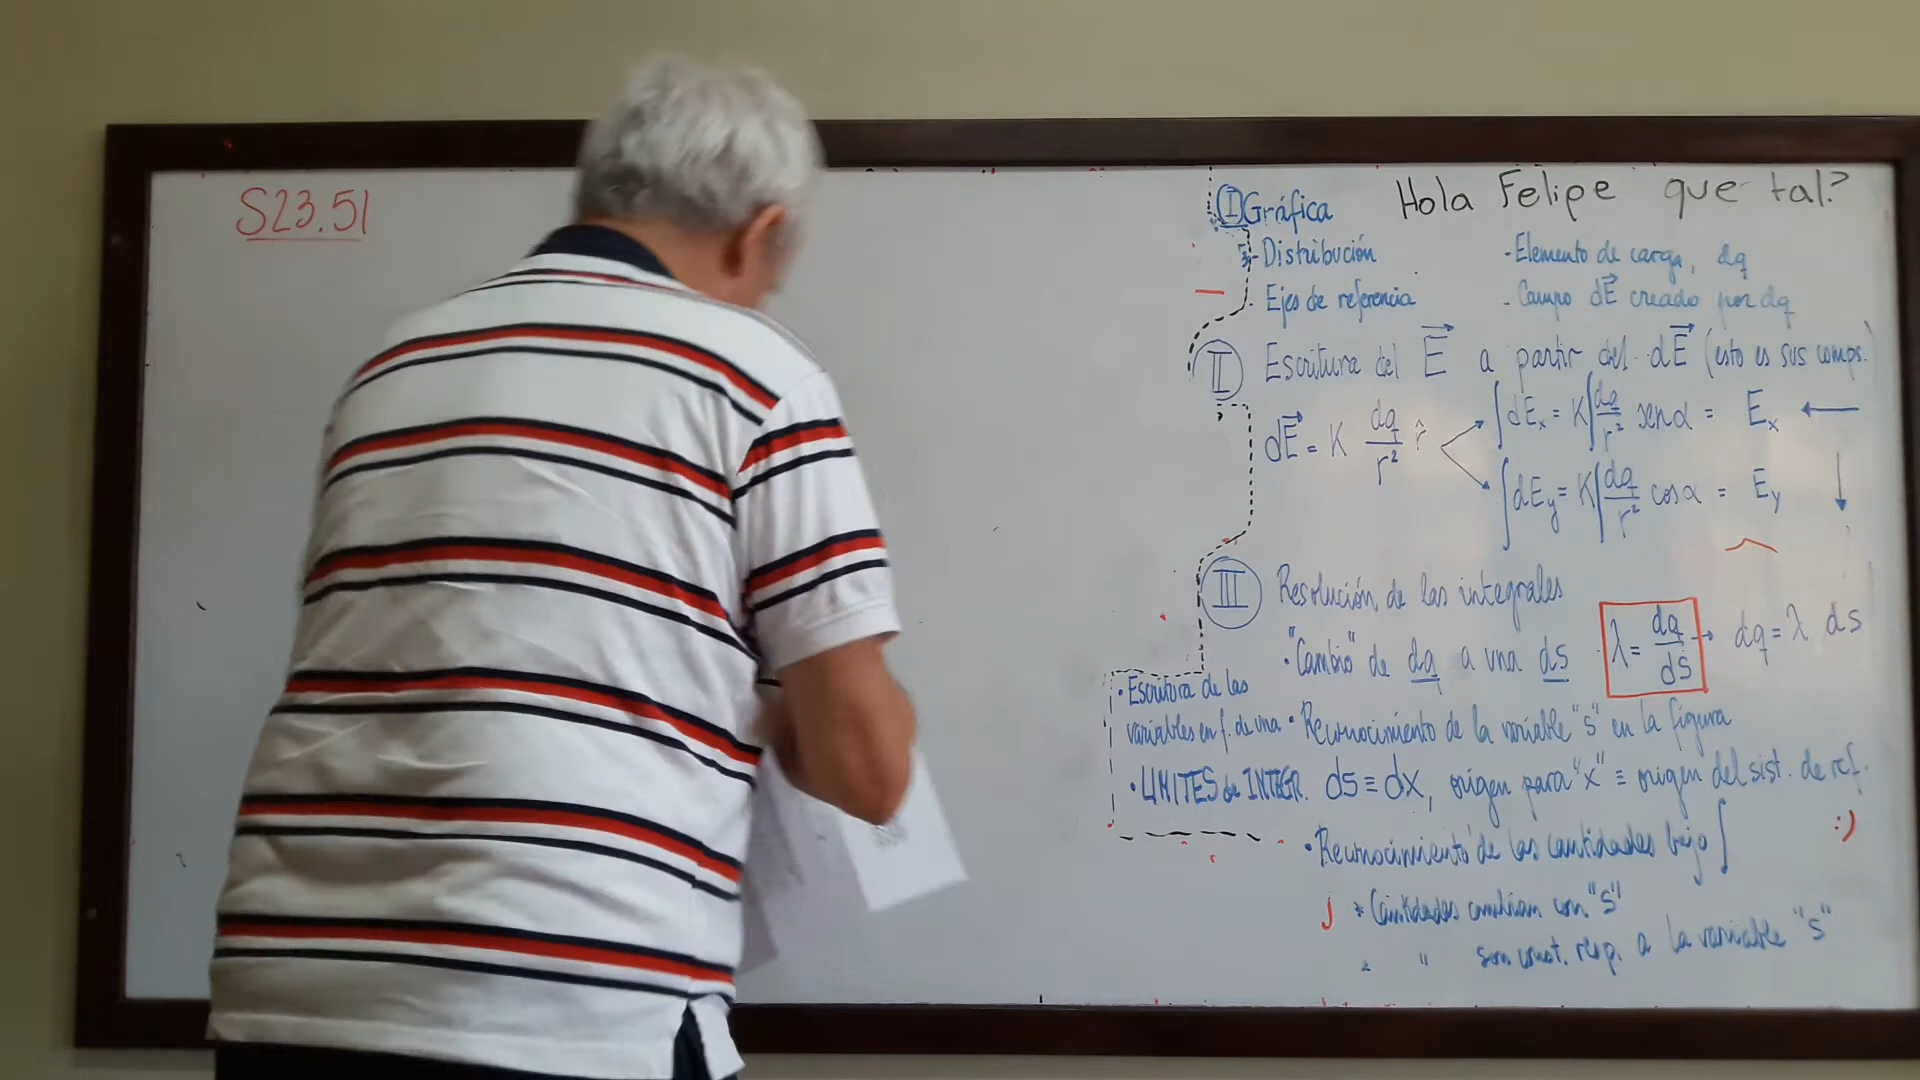 S23.51
Hola Felipe que tal?
I Gráfica
- Distribución
- Ejes de referencia
- Elemento de carga, dq
- Campo dE⃗ creado por dq
II Escritura del E⃗ a partir del dE⃗ (esto es sus comps.)
dE⃗ = K dq/r² r̂
∫dEx = K∫dq/r² senα = Ex
∫dEy = K∫dq/r² cosα = Ey
III Resolución de las integrales
• "Cambio" de dq a una ds
λ = dq/ds → dq = λ ds
• Escritura de las
variables en f. de una
• LIMITES de INTEGR.
• Reconocimiento de la variable "s" en la figura
ds ≡ dx, origen para "x" ≡ origen del sist. de ref.
• Reconocimiento de las cantidades bajo ∫
:)
* Cantidades cambian con "s"
" son const. resp. a la variable "s"